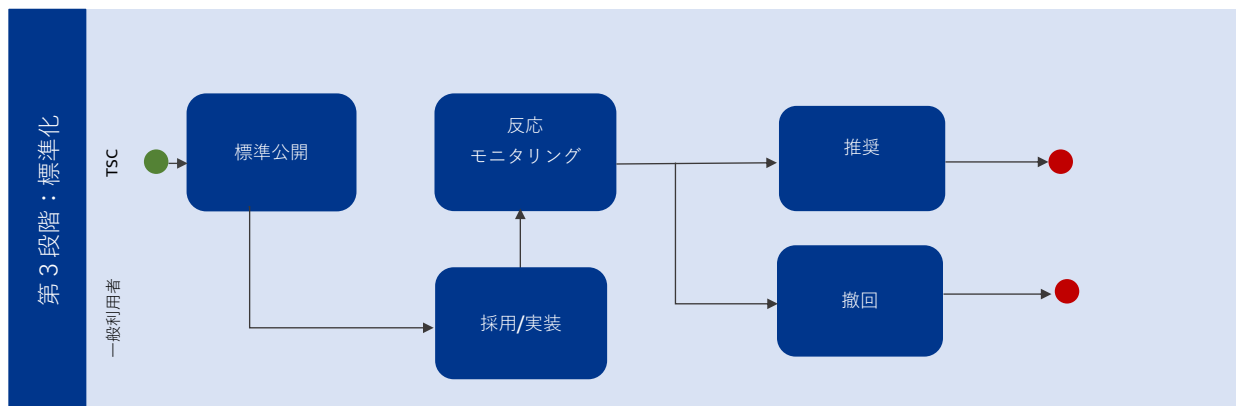 第３段階：標準化
TSC
一般利用者
標準公開
反応
モニタリング
推奨
採用/実装
撤回